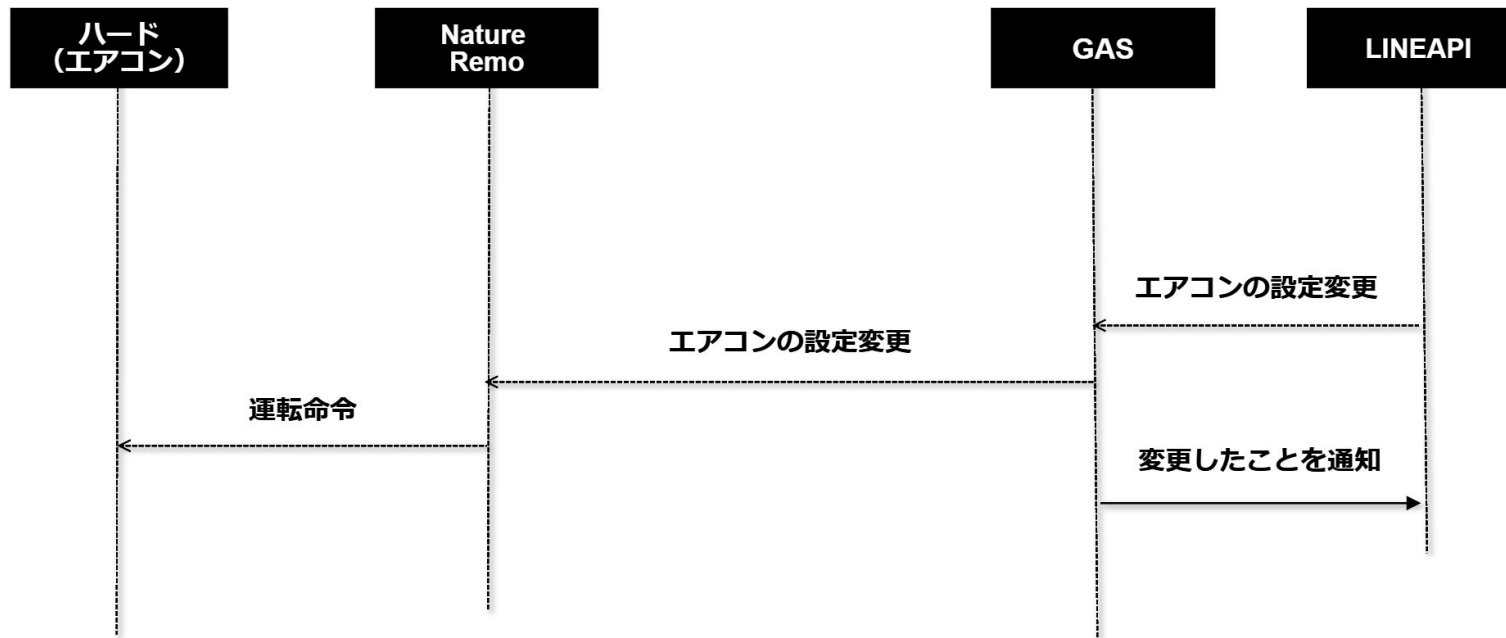 ハード
（エアコン）
Nature
Remo
GAS
LINEAPI
エアコンの設定変更
エアコンの設定変更
運転命令
変更したことを通知